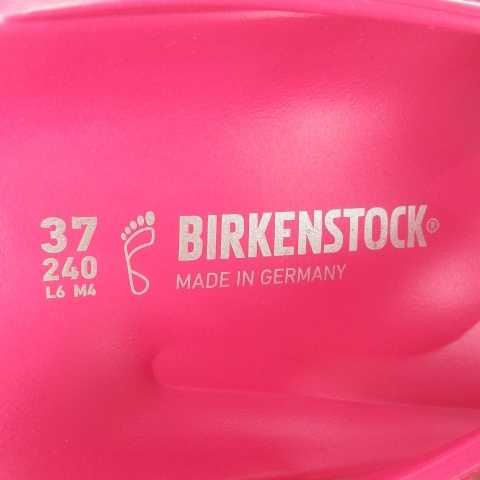 37
240
L6 M4
BIRKENSTOCK®
MADE IN GERMANY